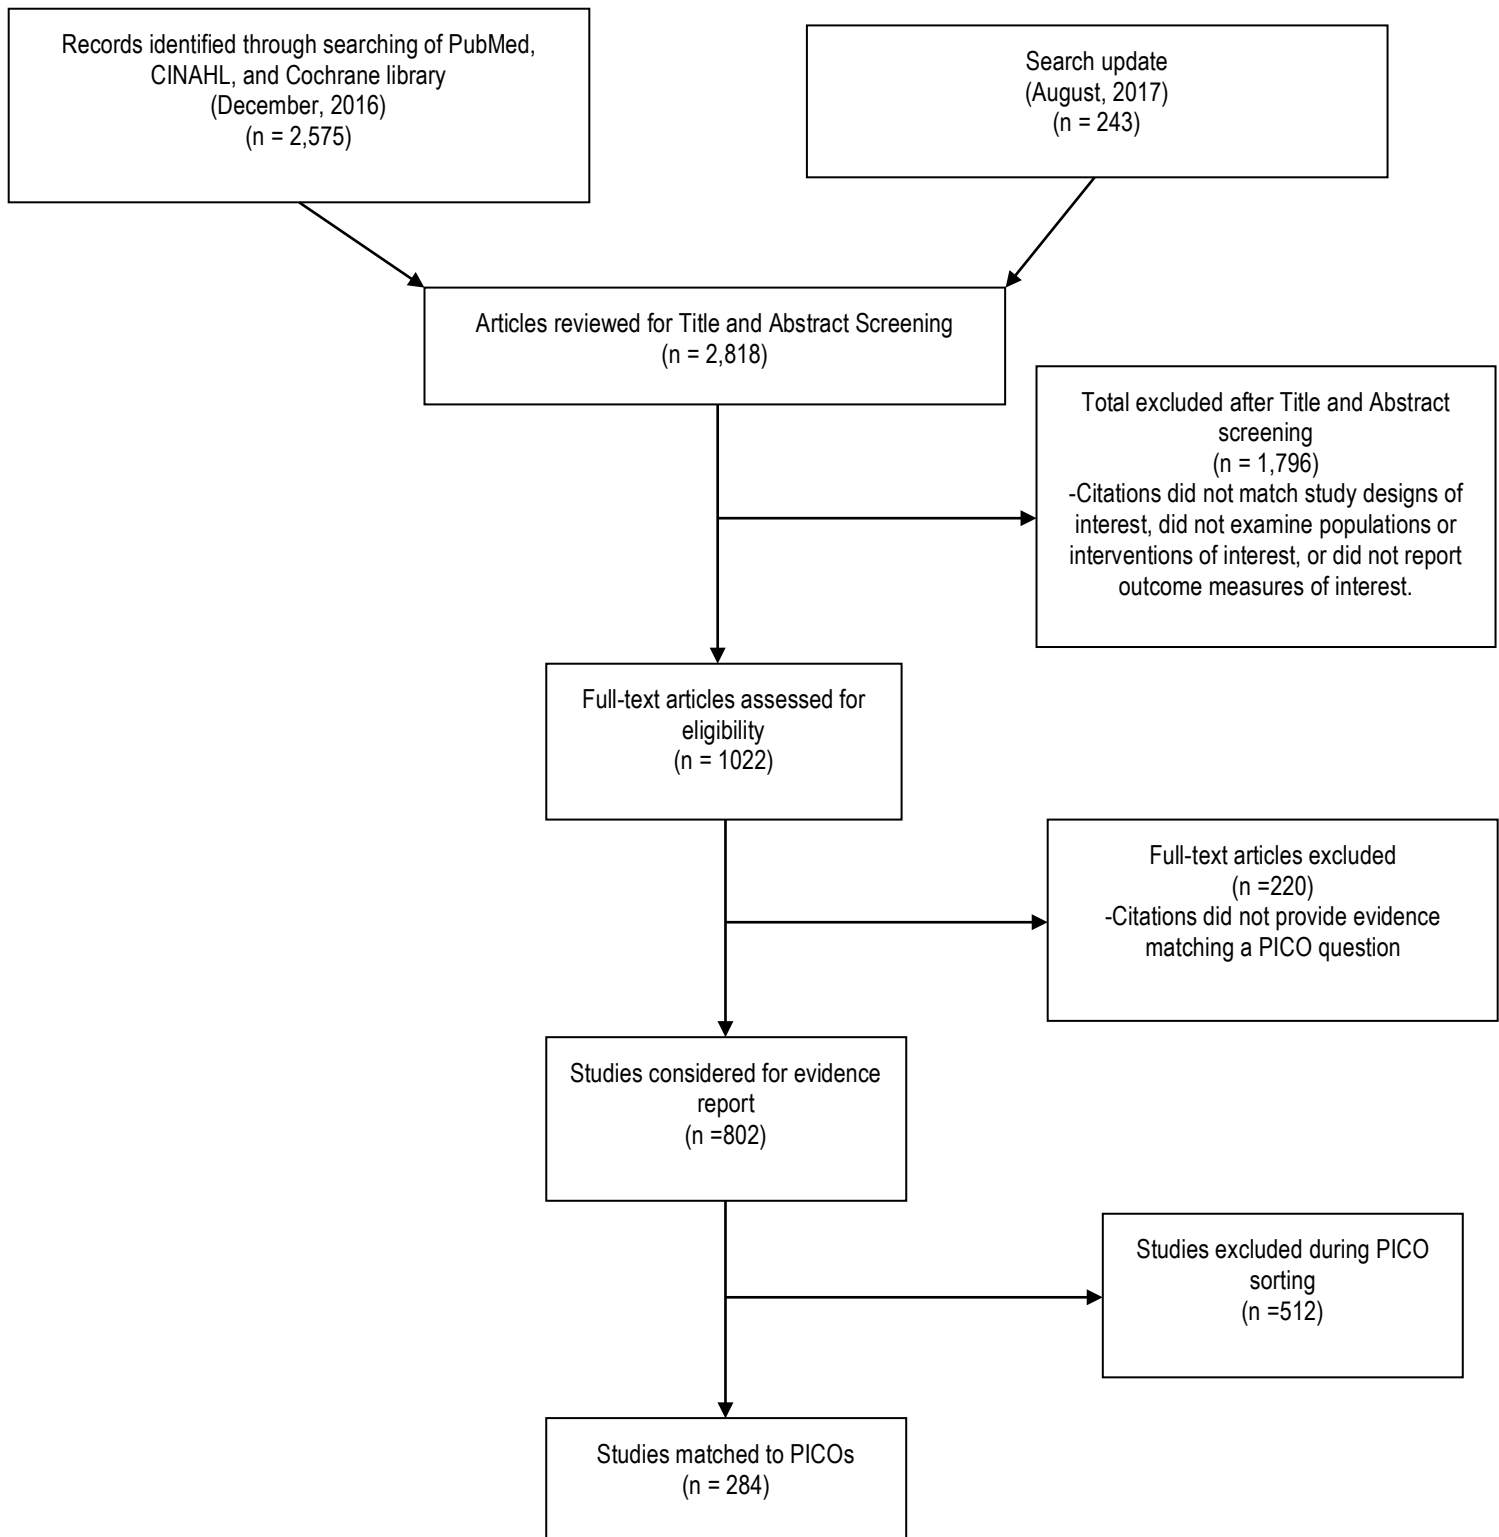 Records identified through searching of PubMed,
CINAHL, and Cochrane library
(December, 2016)
(n = 2,575)
Search update
(August, 2017)
(n = 243)
Articles reviewed for Title and Abstract Screening
(n = 2,818)
Total excluded after Title and Abstract
screening
(n = 1,796)
-Citations did not match study designs of
interest, did not examine populations or
interventions of interest, or did not report
outcome measures of interest.
Full-text articles assessed for
eligibility
(n = 1022)
Full-text articles excluded
(n =220)
-Citations did not provide evidence
matching a PICO question
Studies considered for evidence
report
(n =802)
Studies excluded during PICO
sorting
(n =512)
Studies matched to PICOs
(n = 284)